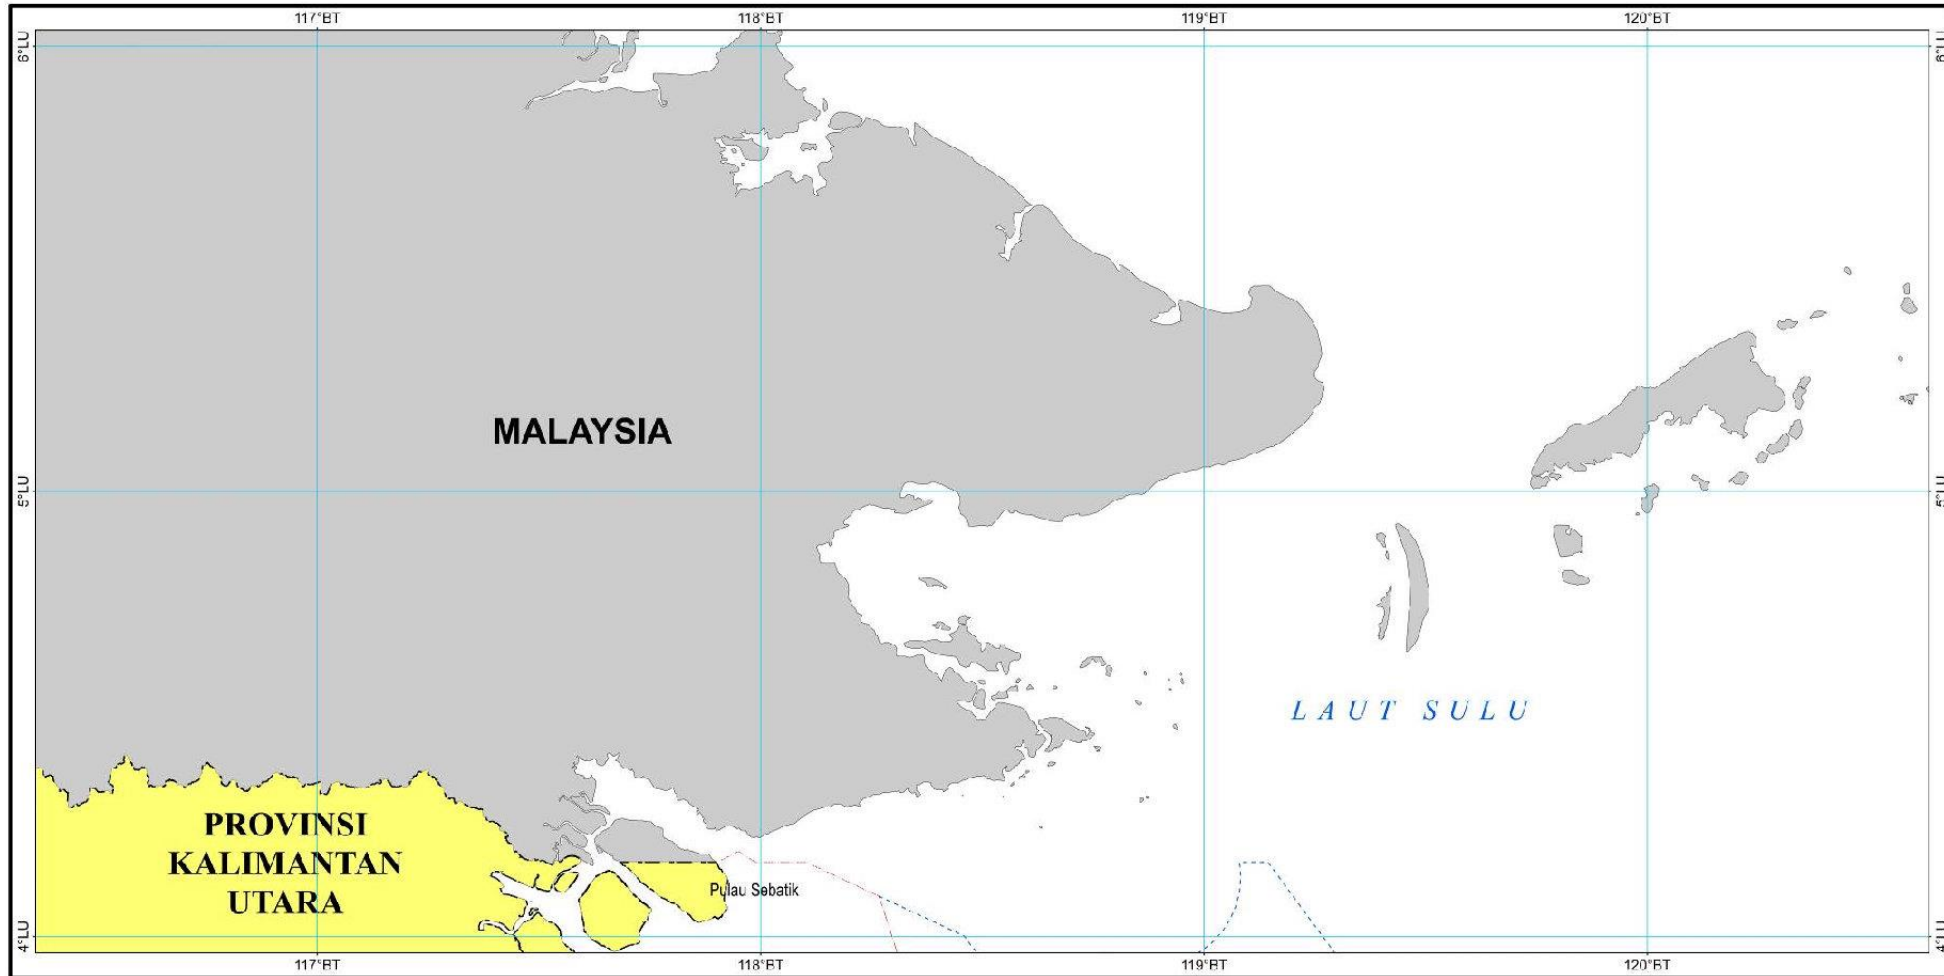 117°BT 118°BT 119°BT 120°BT
6°LU 6°LU
MALAYSIA
5°LU 5°LU
LAUT SULU
PROVINSI
KALIMANTAN
UTARA
Pulau Sebatik
4°LU 4°LU
117°BT 118°BT 119°BT 120°BT